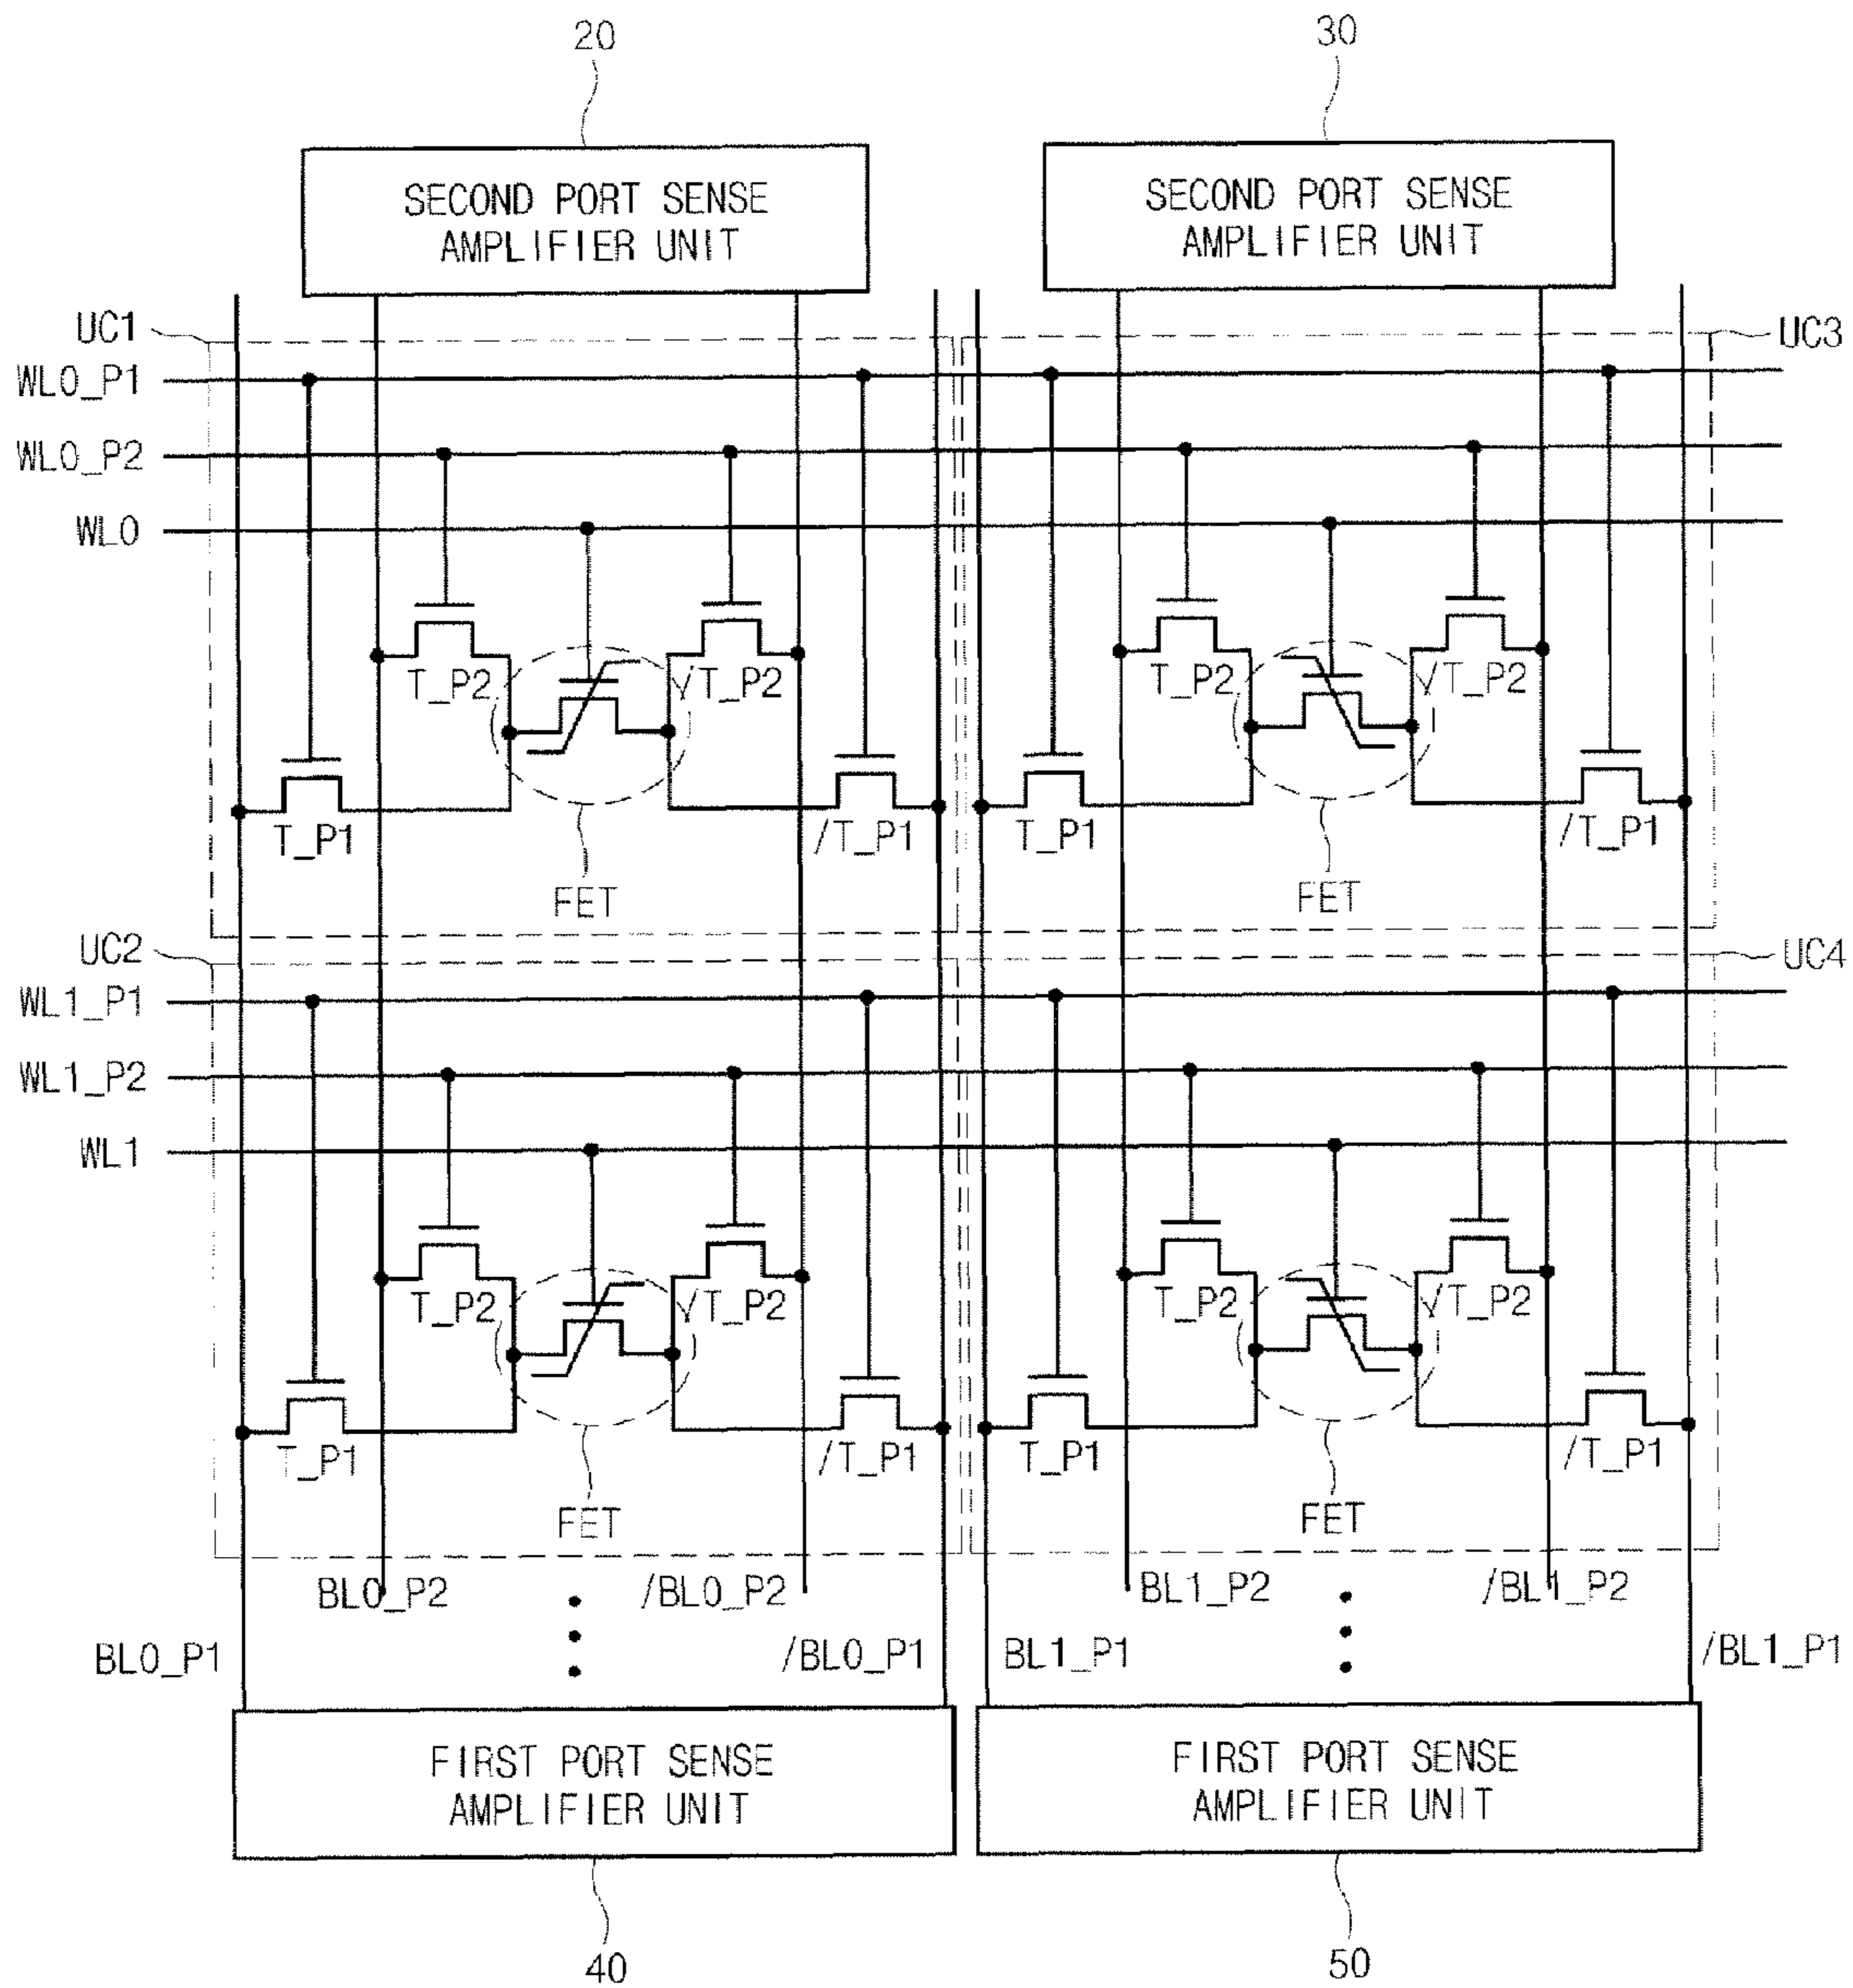 20
30
SECOND PORT SENSE
AMPLIFIER UNIT
SECOND PORT SENSE
AMPLIFIER UNIT
UC1
UC3
WL0_P1
WL0_P2
WL0
T_P2
/T_P2
T_P2
/T_P2
T_P1
/T_P1
T_P1
/T_P1
FET
FET
UC2
UC4
WL1_P1
WL1_P2
WL1
T_P2
/T_P2
T_P2
/T_P2
T_P1
/T_P1
T_P1
/T_P1
FET
FET
BL0_P2
/BL0_P2
BL1_P2
/BL1_P2
BL0_P1
/BL0_P1
BL1_P1
/BL1_P1
FIRST PORT SENSE
AMPLIFIER UNIT
FIRST PORT SENSE
AMPLIFIER UNIT
40
50